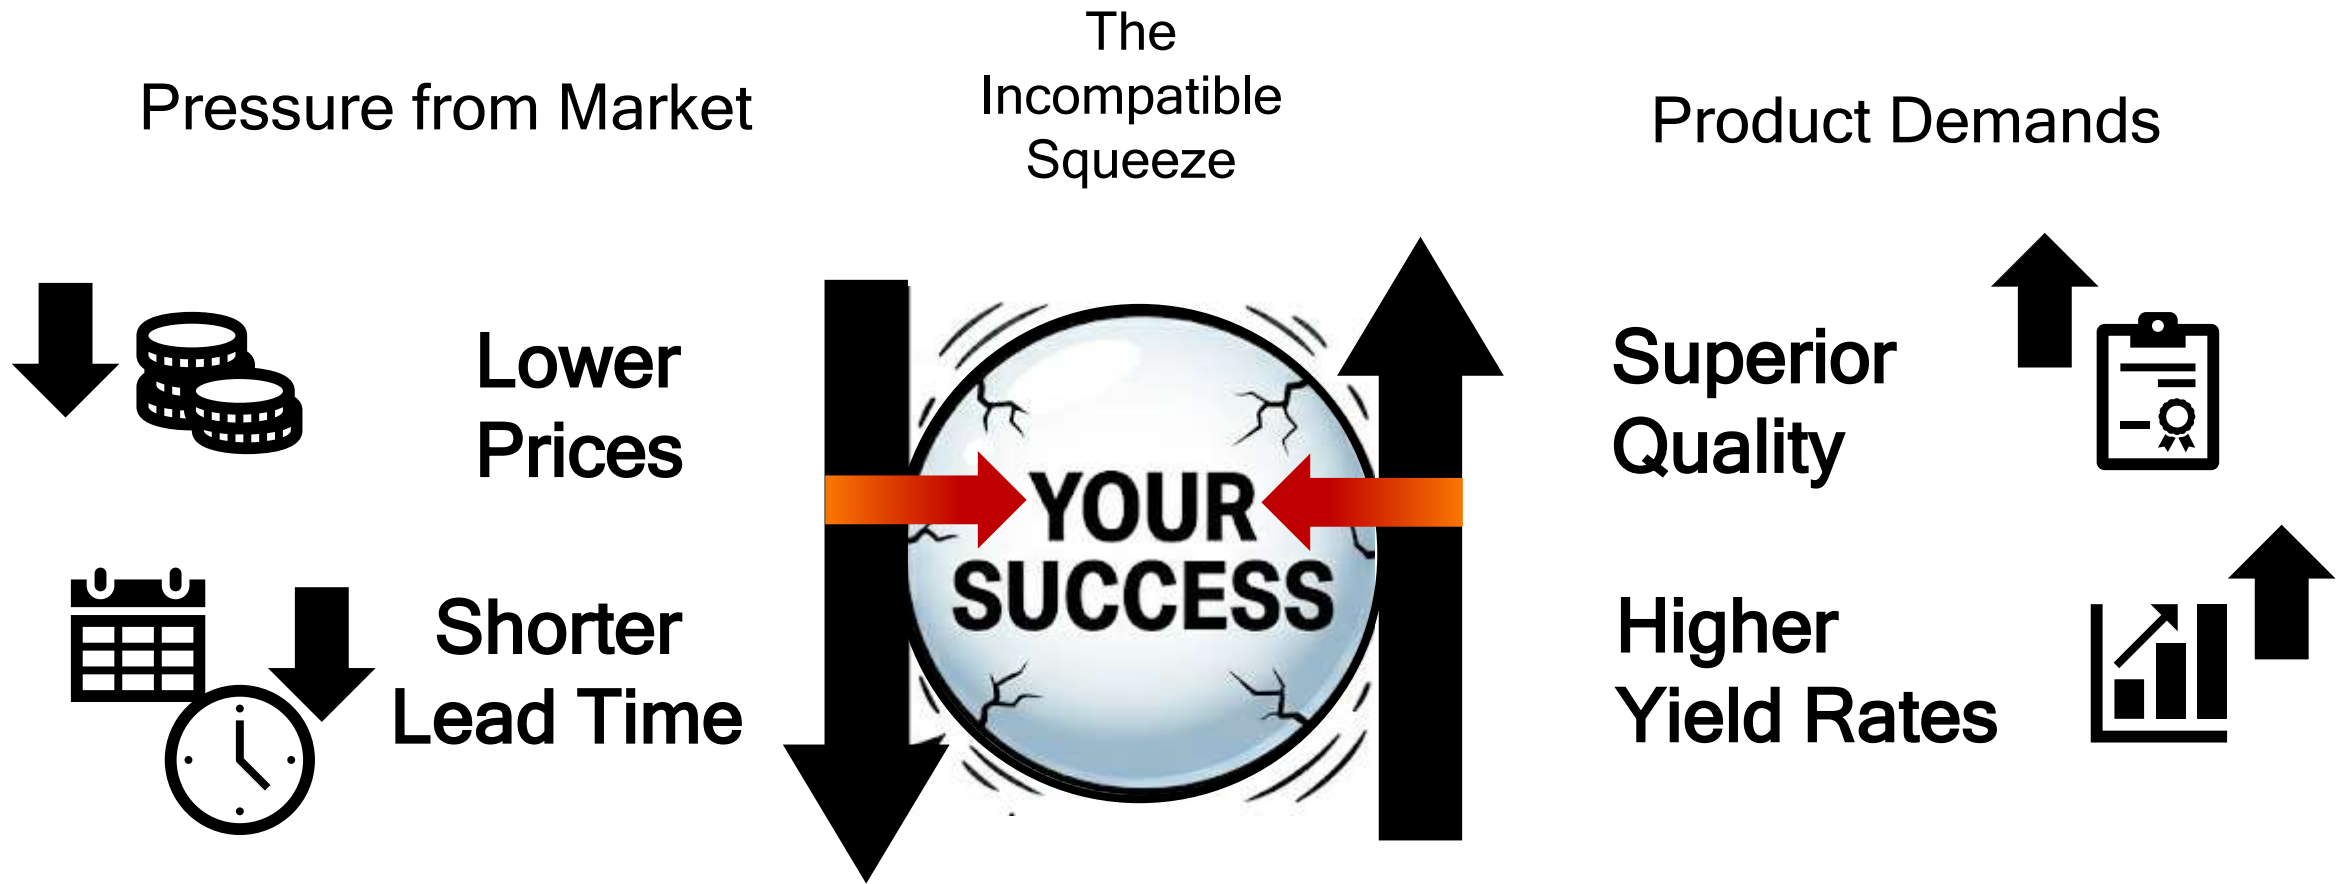 The
Incompatible
Squeeze
Pressure from Market
Product Demands
Lower
Prices
Shorter
Lead Time
YOUR
SUCCESS
Superior
Quality
Higher
Yield Rates